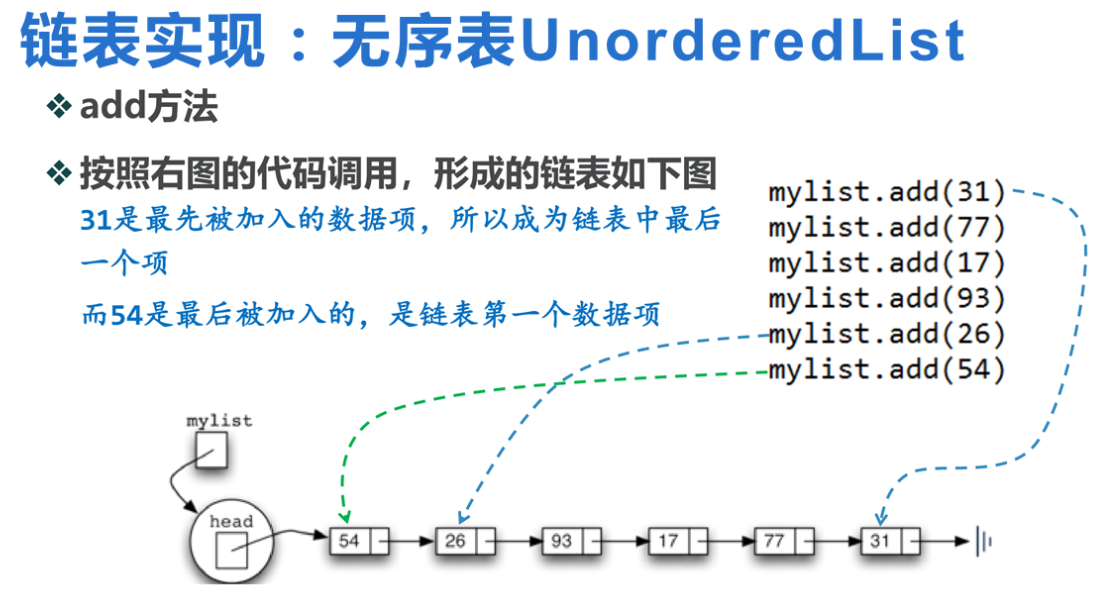 链表实现：无序表UnorderedList
❖ add方法
❖ 按照右图的代码调用，形成的链表如下图
31是最先被加入的数据项，所以成为链表中最后
一个项
而54是最后被加入的，是链表第一个数据项
mylist.add(31)
mylist.add(77)
mylist.add(17)
mylist.add(93)
mylist.add(26)
mylist.add(54)
mylist
head
54 26 93 17 77 31